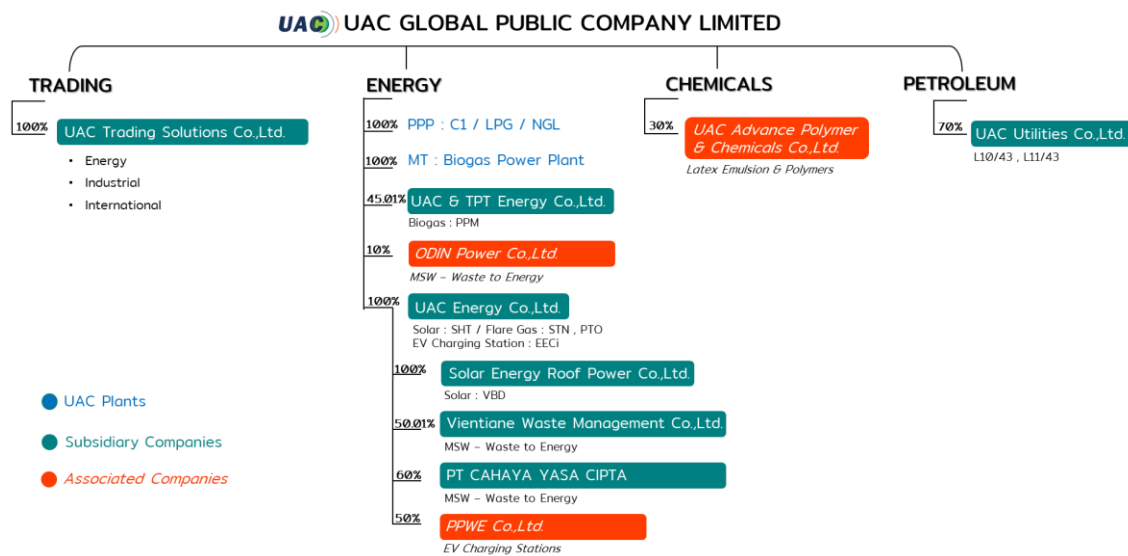 UAC UAC GLOBAL PUBLIC COMPANY LIMITED
TRADING
100% UAC Trading Solutions Co.,Ltd.
• Energy
• Industrial
• International
ENERGY
100% PPP : C1 / LPG / NGL
100% MT : Biogas Power Plant
45.01% UAC & TPT Energy Co.,Ltd.
Biogas : PPM
10% ODIN Power Co.,Ltd.
MSW – Waste to Energy
100% UAC Energy Co.,Ltd.
Solar : SHT / Flare Gas : STN , PTO
EV Charging Station : EECi
100% Solar Energy Roof Power Co.,Ltd.
Solar : VBD
50.01% Vientiane Waste Management Co.,Ltd.
MSW – Waste to Energy
60% PT CAHAYA YASA CIPTA
MSW – Waste to Energy
50% PPWE Co.,Ltd.
EV Charging Stations
CHEMICALS
30% UAC Advance Polymer
& Chemicals Co.,Ltd.
Latex Emulsion & Polymers
PETROLEUM
70% UAC Utilities Co.,Ltd.
L10/43 , L11/43
UAC Plants
Subsidiary Companies
Associated Companies